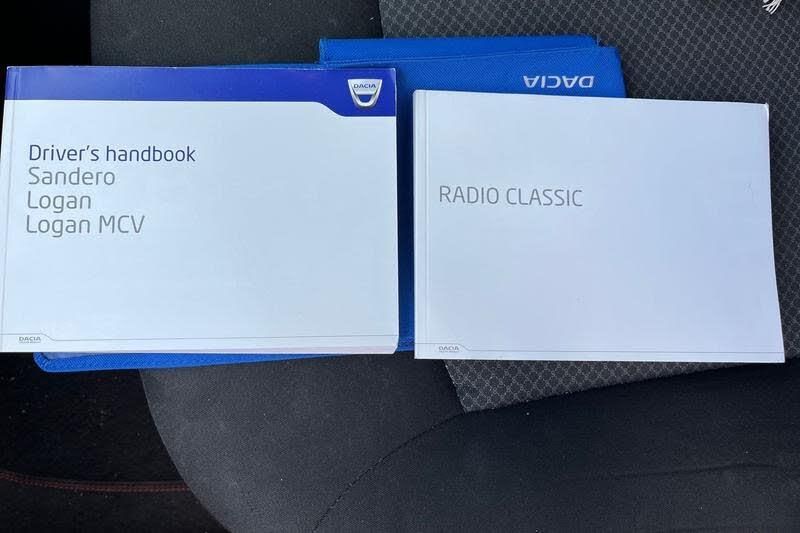 DACIA
DACIA
Driver's handbook
Sandero
Logan
Logan MCV
DACIA
RADIO CLASSIC
DACIA